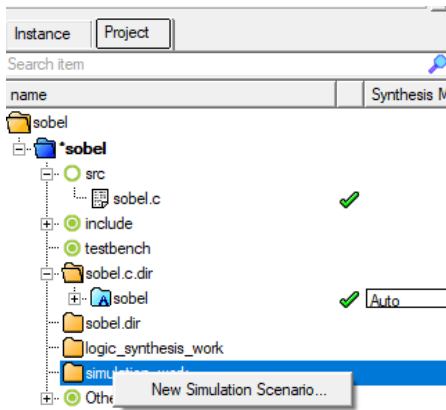 Instance Project
Search item
name Synthesis M
sobel
*sobel
src
sobel.c
include
testbench
sobel.c.dir
A sobel Auto
sobel.dir
logic_synthesis_work
New Simulation Scenario...